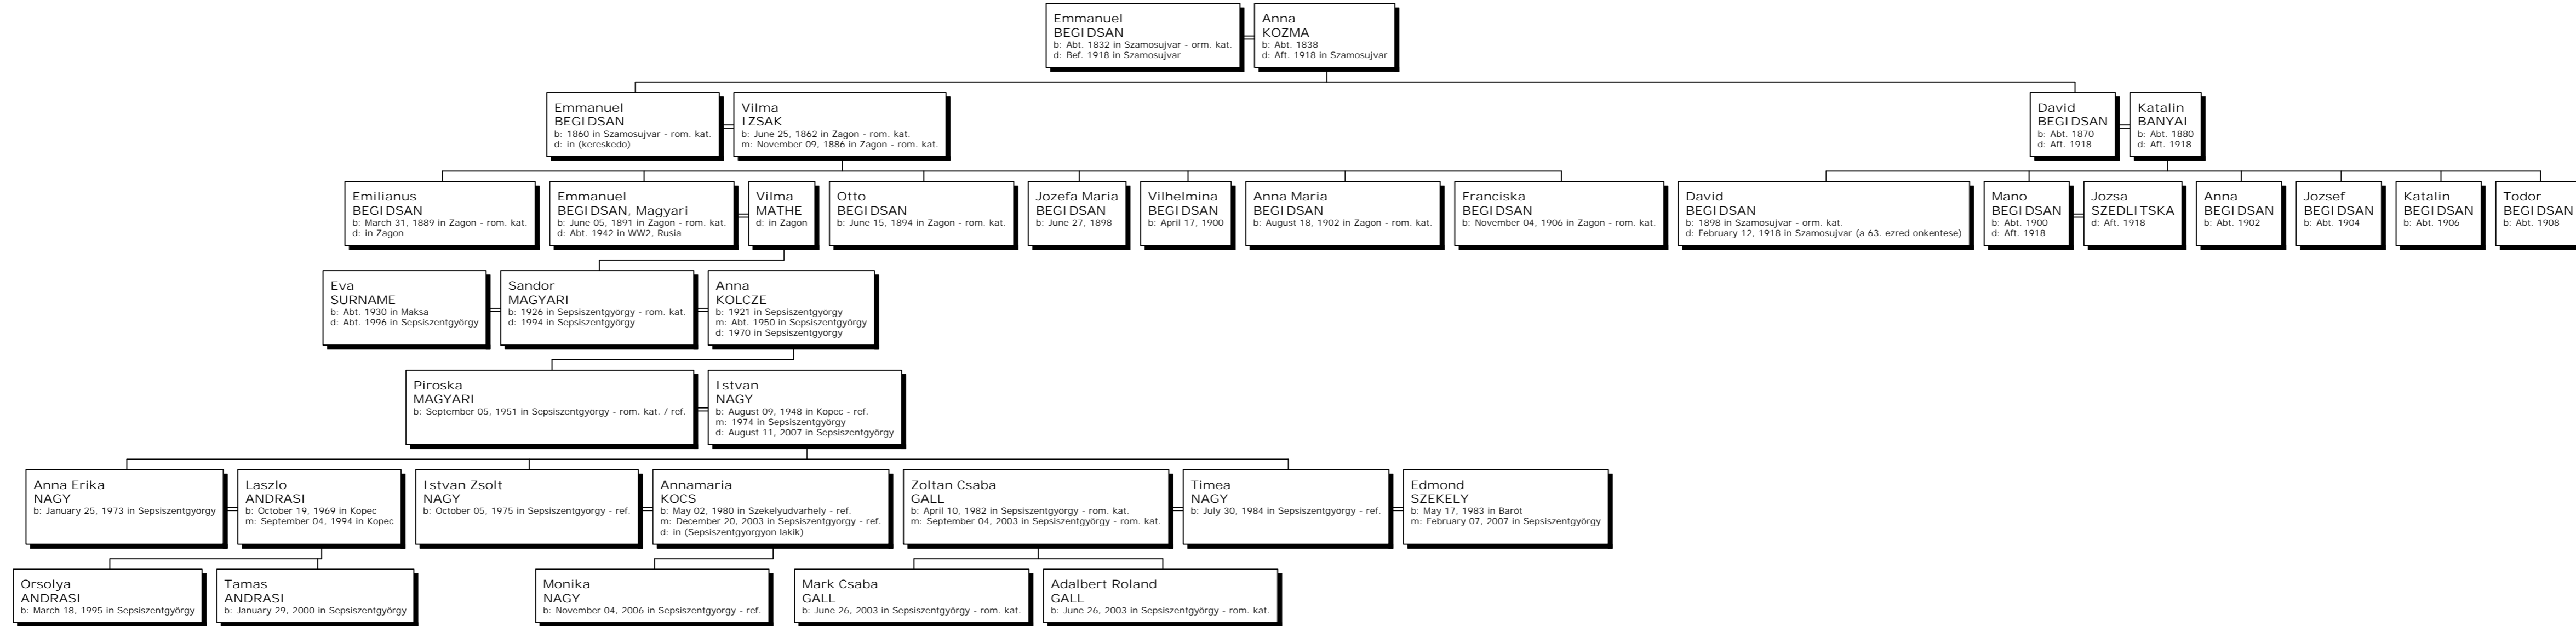 Emmanuel
BEGIDSAN
b: Abt. 1832 in Szamosujvar - orm. kat.
d: Bef. 1918 in Szamosujvar
Anna
KOZMA
b: Abt. 1838
d: Aft. 1918 in Szamosujvar
Emmanuel
BEGIDSAN
b: 1860 in Szamosujvar - rom. kat.
d: in (kereskedo)
Vilma
IZSAK
b: June 25, 1862 in Zagon - rom. kat.
m: November 09, 1886 in Zagon - rom. kat.
David
BEGIDSAN
b: Abt. 1870
d: Aft. 1918
Katalin
BANYAI
b: Abt. 1880
d: Aft. 1918
Emilianus
BEGIDSAN
b: March 31, 1889 in Zagon - rom. kat.
d: in Zagon
Emmanuel
BEGIDSAN, Magyari
b: June 05, 1891 in Zagon - rom. kat.
d: Abt. 1942 in WW2, Rusia
Vilma
MATHE
d: in Zagon
Otto
BEGIDSAN
b: June 15, 1894 in Zagon - rom. kat.
Jozefa Maria
BEGIDSAN
b: June 27, 1898
Vilhelmina
BEGIDSAN
b: April 17, 1900
Anna Maria
BEGIDSAN
b: August 18, 1902 in Zagon - rom. kat.
Franciska
BEGIDSAN
b: November 04, 1906 in Zagon - rom. kat.
David
BEGIDSAN
b: 1898 in Szamosujvar - orm. kat.
d: February 12, 1918 in Szamosujvar (a 63. ezred onkentese)
Mano
BEGIDSAN
b: Abt. 1900
d: Aft. 1918
Jozsa
SZEDLITSKA
d: Aft. 1918
Anna
BEGIDSAN
b: Abt. 1902
Jozsef
BEGIDSAN
b: Abt. 1904
Katalin
BEGIDSAN
b: Abt. 1906
Todor
BEGIDSAN
b: Abt. 1908
Eva
SURNAME
b: Abt. 1930 in Maksa
d: Abt. 1996 in Sepsiszentgyörgy
Sandor
MAGYARI
b: 1926 in Sepsiszentgyörgy - rom. kat.
d: 1994 in Sepsiszentgyörgy
Anna
KOLCZE
b: 1921 in Sepsiszentgyörgy
m: Abt. 1950 in Sepsiszentgyörgy
d: 1970 in Sepsiszentgyörgy
Piroska
MAGYARI
b: September 05, 1951 in Sepsiszentgyörgy - rom. kat. / ref.
Istvan
NAGY
b: August 09, 1948 in Kopec - ref.
m: 1974 in Sepsiszentgyörgy
d: August 11, 2007 in Sepsiszentgyörgy
Anna Erika
NAGY
b: January 25, 1973 in Sepsiszentgyörgy
Laszlo
ANDRASI
b: October 19, 1969 in Kopec
m: September 04, 1994 in Kopec
Istvan Zsolt
NAGY
b: October 05, 1975 in Sepsiszentgyorgy - ref.
Annamaria
KOCS
b: May 02, 1980 in Szekelyudvarhely - ref.
m: December 20, 2003 in Sepsiszentgyorgy - ref.
d: in (Sepsiszentgyorgyon lakik)
Zoltan Csaba
GALL
b: April 10, 1982 in Sepsiszentgyörgy - rom. kat.
m: September 04, 2003 in Sepsiszentgyorgy - rom. kat.
Timea
NAGY
b: July 30, 1984 in Sepsiszentgyörgy - ref.
Edmond
SZEKELY
b: May 17, 1983 in Barót
m: February 07, 2007 in Sepsiszentgyörgy
Orsolya
ANDRASI
b: March 18, 1995 in Sepsiszentgyörgy
Tamas
ANDRASI
b: January 29, 2000 in Sepsiszentgyörgy
Monika
NAGY
b: November 04, 2006 in Sepsiszentgyorgy - ref.
Mark Csaba
GALL
b: June 26, 2003 in Sepsiszentgyörgy - rom. kat.
Adalbert Roland
GALL
b: June 26, 2003 in Sepsiszentgyörgy - rom. kat.